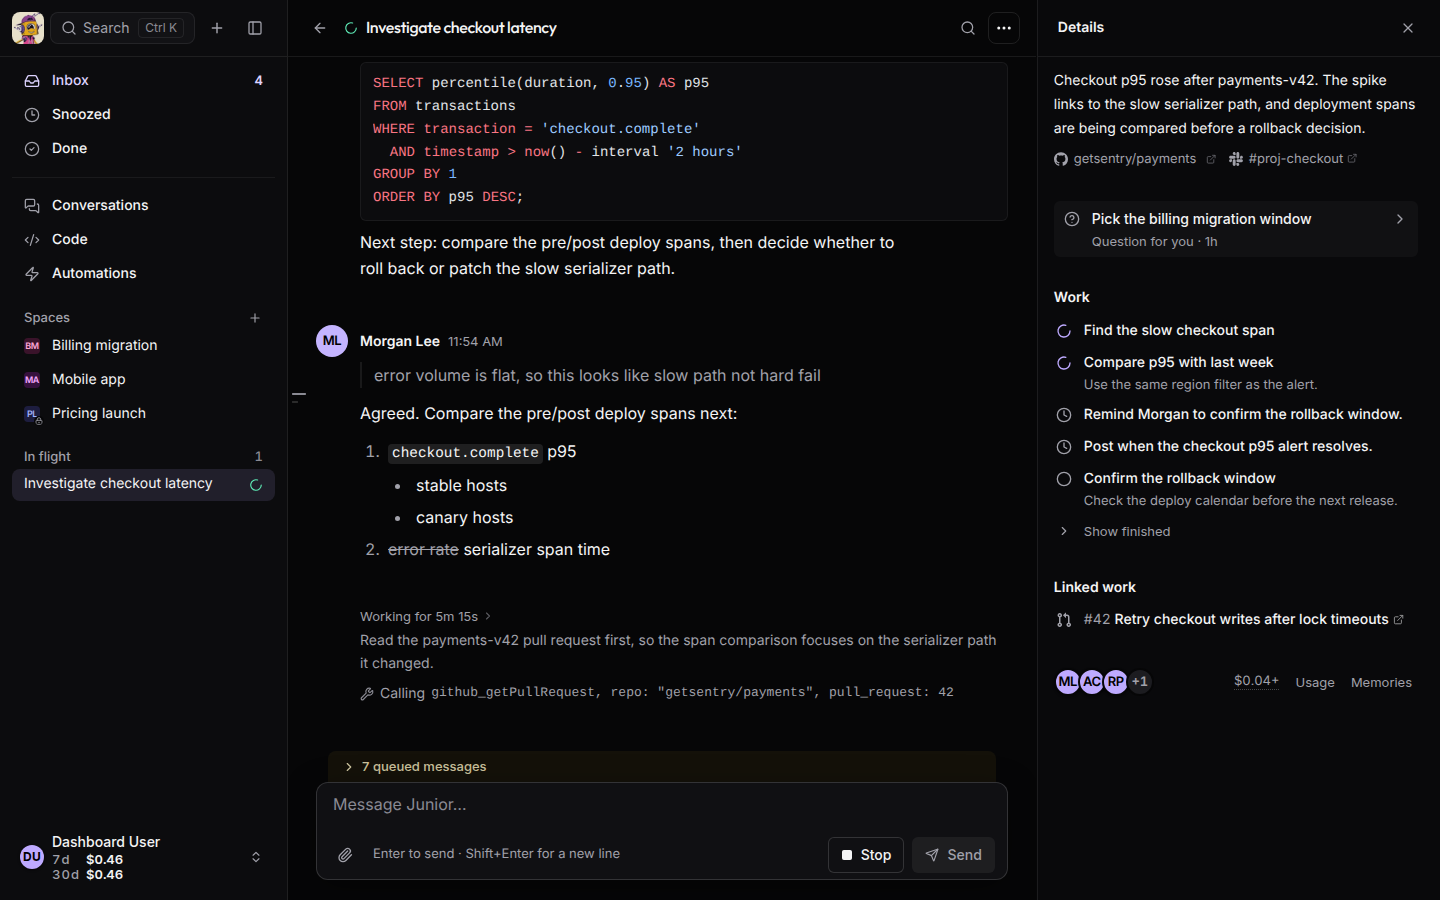 Search Ctrl K
Inbox 4
Snoozed
Done
Conversations
Code
Automations
Spaces
BM Billing migration
MA Mobile app
PL Pricing launch
In flight 1
Investigate checkout latency
DU Dashboard User
7d $0.46
30d $0.46
Investigate checkout latency
SELECT percentile(duration, 0.95) AS p95
FROM transactions
WHERE transaction = 'checkout.complete'
AND timestamp > now() - interval '2 hours'
GROUP BY 1
ORDER BY p95 DESC;
Next step: compare the pre/post deploy spans, then decide whether to
roll back or patch the slow serializer path.
ML Morgan Lee 11:54 AM
error volume is flat, so this looks like slow path not hard fail
Agreed. Compare the pre/post deploy spans next:
1. checkout.complete p95
• stable hosts
• canary hosts
2. error rate serializer span time
Working for 5m 15s
Read the payments-v42 pull request first, so the span comparison focuses on the serializer path
it changed.
Calling github_getPullRequest, repo: "getsentry/payments", pull_request: 42
7 queued messages
Message Junior...
Enter to send · Shift+Enter for a new line
Stop
Send
Details
Checkout p95 rose after payments-v42. The spike
links to the slow serializer path, and deployment spans
are being compared before a rollback decision.
getsentry/payments #proj-checkout
Pick the billing migration window
Question for you · 1h
Work
Find the slow checkout span
Compare p95 with last week
Use the same region filter as the alert.
Remind Morgan to confirm the rollback window.
Post when the checkout p95 alert resolves.
Confirm the rollback window
Check the deploy calendar before the next release.
Show finished
Linked work
#42 Retry checkout writes after lock timeouts
ML AC RP +1 $0.04+ Usage Memories